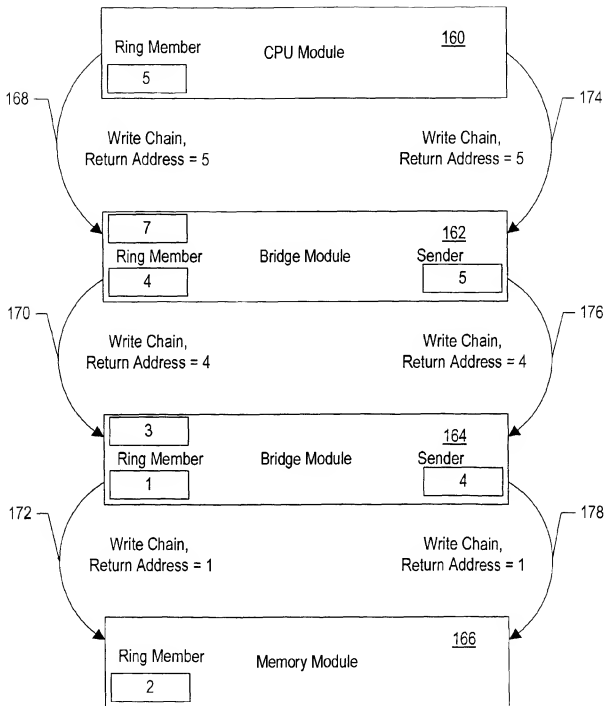 160
Ring Member
CPU Module
5
168
174
Write Chain,
Return Address = 5
Write Chain,
Return Address = 5
7
162
Ring Member
Bridge Module
Sender
4
5
170
176
Write Chain,
Return Address = 4
Write Chain,
Return Address = 4
3
164
Ring Member
Bridge Module
Sender
1
4
172
178
Write Chain,
Return Address = 1
Write Chain,
Return Address = 1
166
Ring Member
Memory Module
2